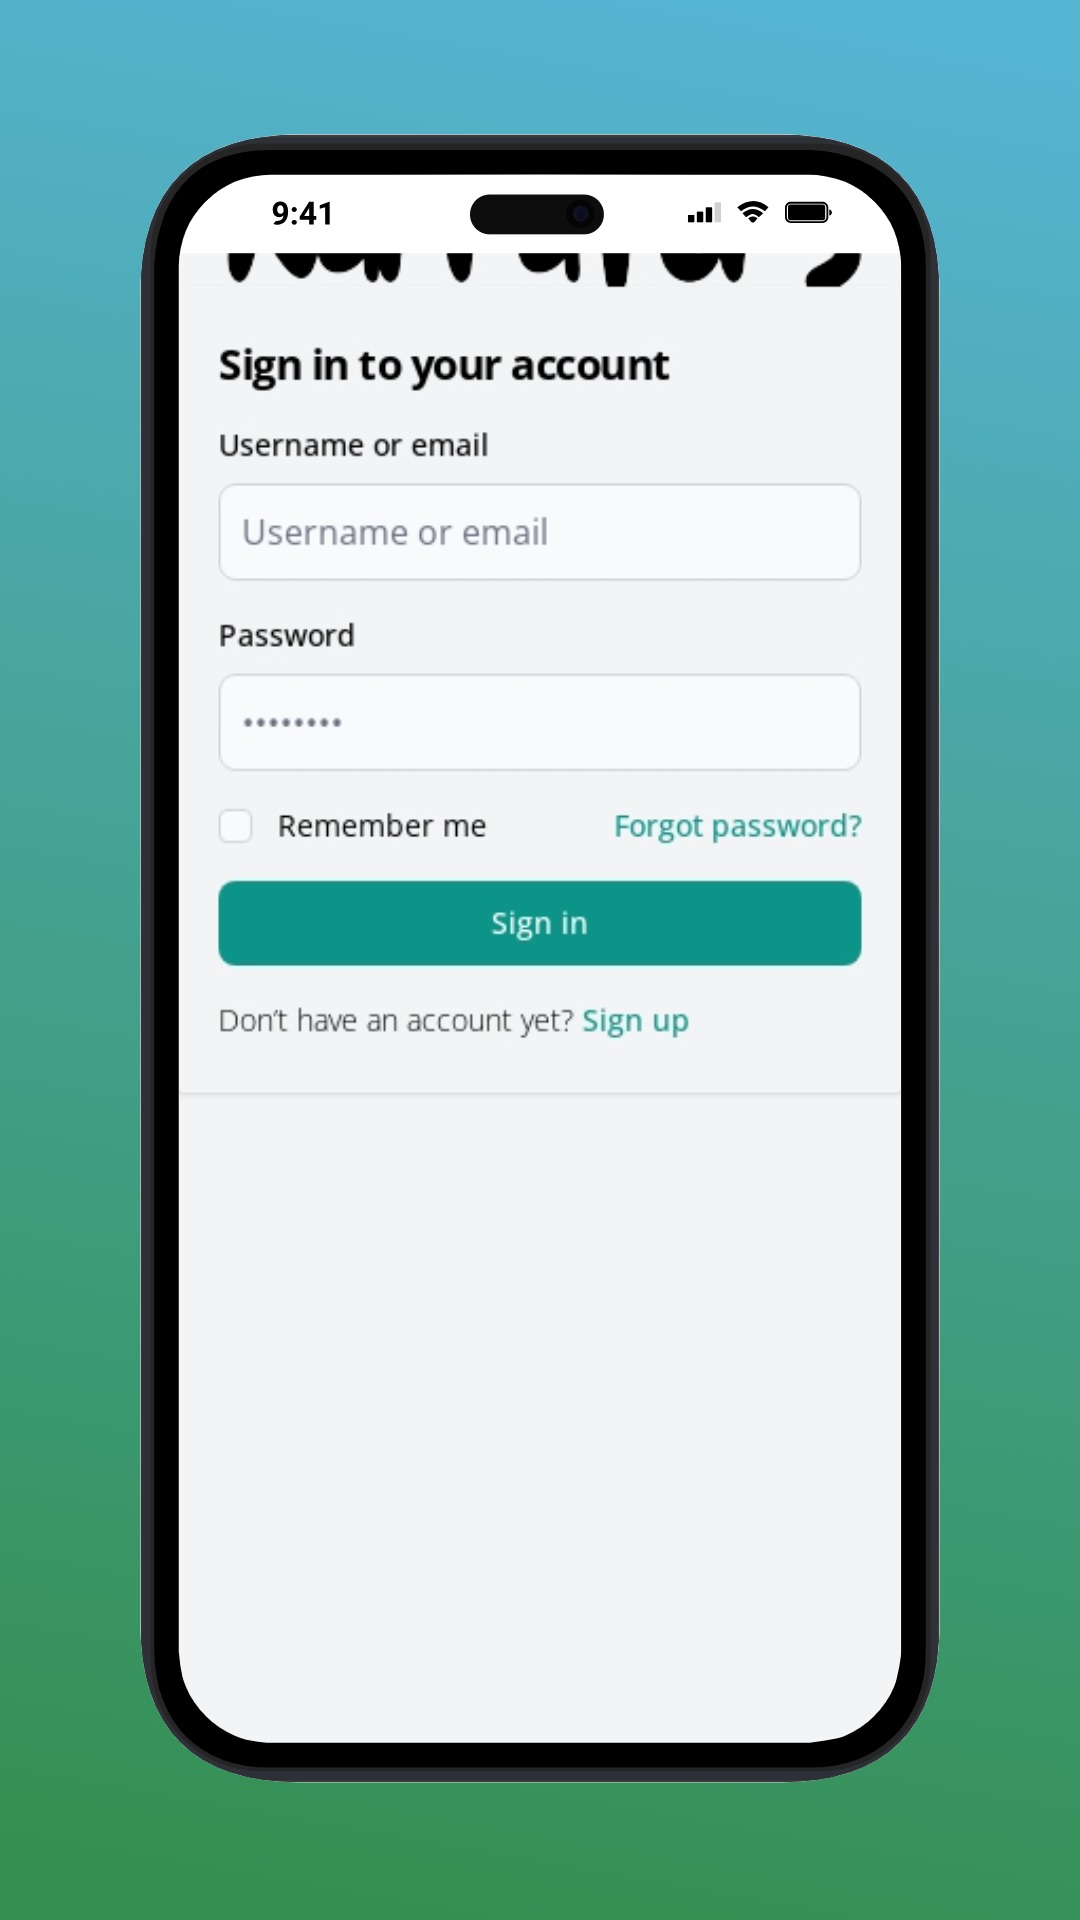 9:41
Sign in to your account
Username or email
Username or email
Password
••••••••
Remember me
Forgot password?
Sign in
Don't have an account yet? Sign up